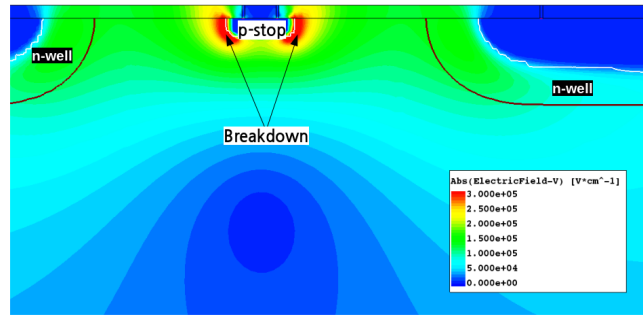 p-stop
n-well
n-well
Breakdown
Abs(ElectricField-V) [V*cm^-1]
3.000e+05
2.500e+05
2.000e+05
1.500e+05
1.000e+05
5.000e+04
0.000e+00